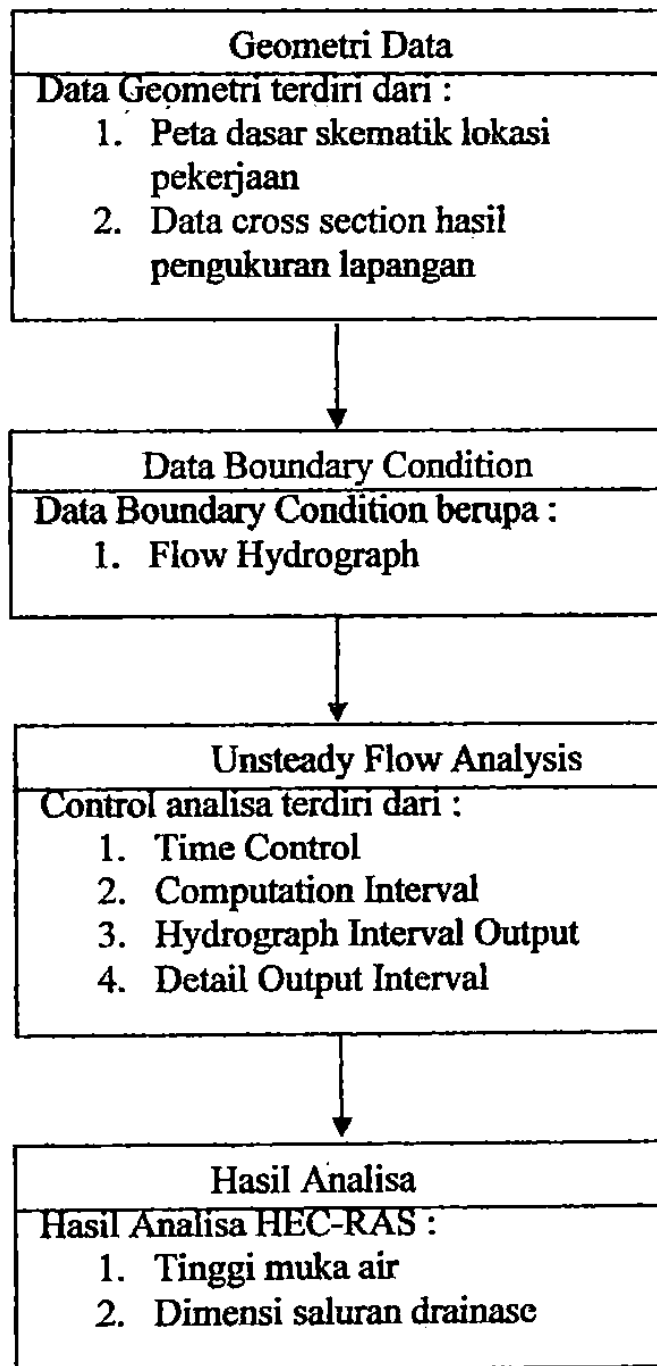 Geometri Data
Data Geometri terdiri dari :
1. Peta dasar skematik lokasi
pekerjaan
2. Data cross section hasil
pengukuran lapangan
Data Boundary Condition
Data Boundary Condition berupa :
1. Flow Hydrograph
Unsteady Flow Analysis
Control analisa terdiri dari :
1. Time Control
2. Computation Interval
3. Hydrograph Interval Output
4. Detail Output Interval
Hasil Analisa
Hasil Analisa HEC-RAS :
1. Tinggi muka air
2. Dimensi saluran drainase